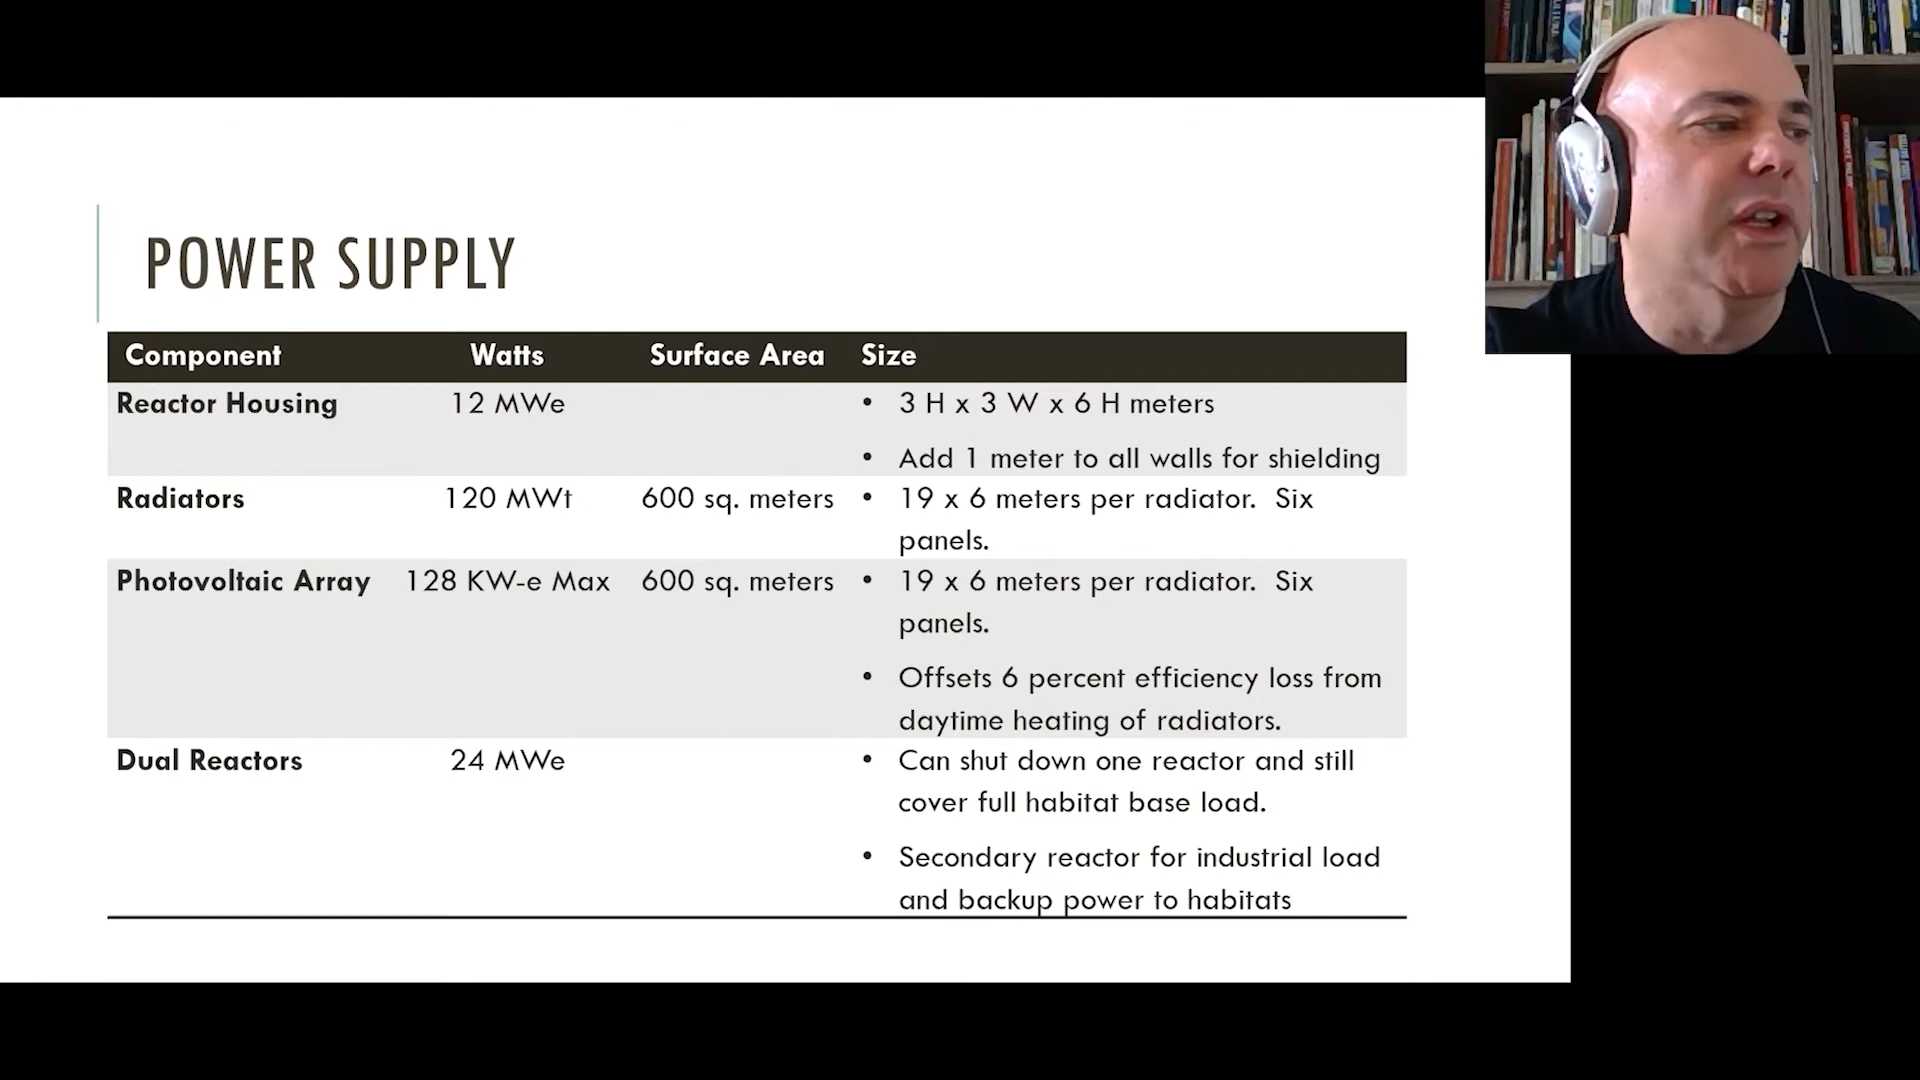 POWER SUPPLY
Component Watts Surface Area Size
Reactor Housing 12 MWe • 3 H x 3 W x 6 H meters
• Add 1 meter to all walls for shielding
Radiators 120 MWt 600 sq. meters • 19 x 6 meters per radiator. Six
panels.
Photovoltaic Array 128 KW-e Max 600 sq. meters • 19 x 6 meters per radiator. Six
panels.
• Offsets 6 percent efficiency loss from
daytime heating of radiators.
Dual Reactors 24 MWe • Can shut down one reactor and still
cover full habitat base load.
• Secondary reactor for industrial load
and backup power to habitats